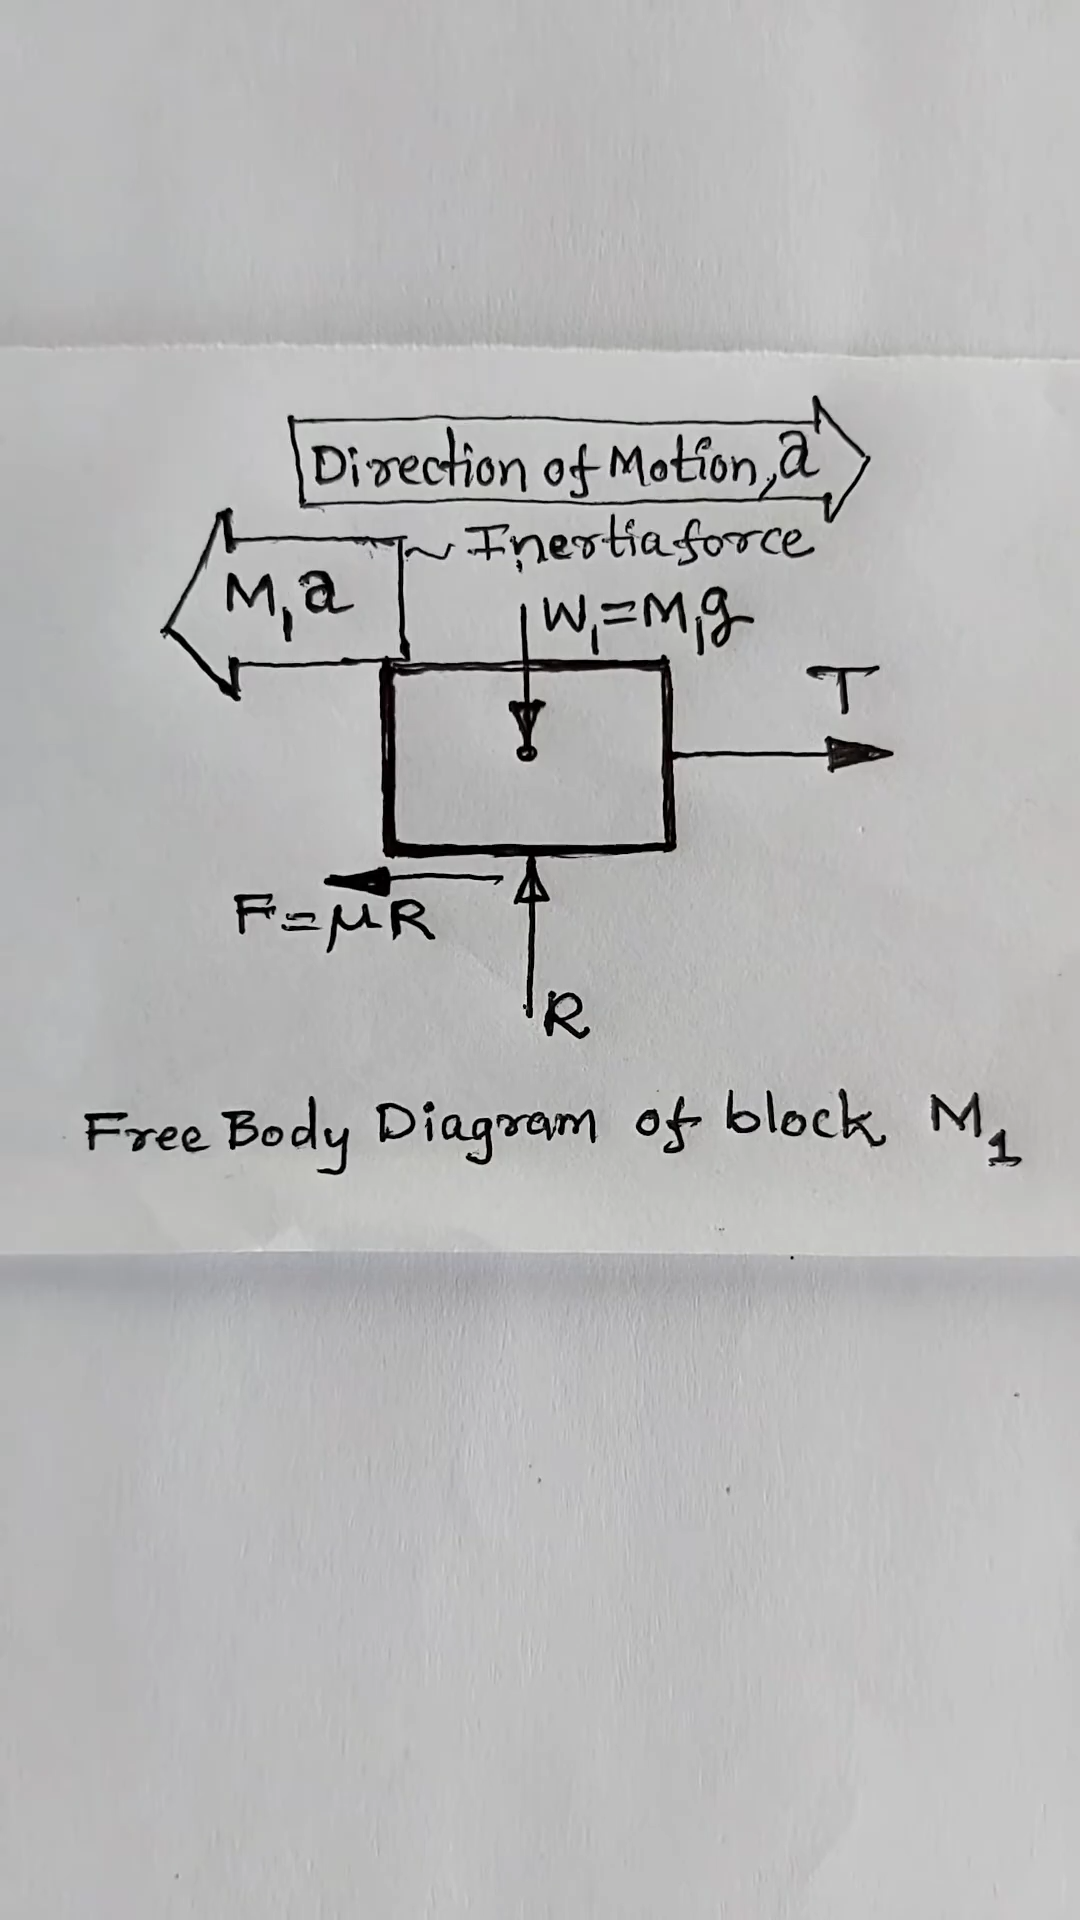 Direction of Motion, a
Inertia force
M₁a
W₁=M₁g
T
F=μR
R
Free Body Diagram of block M₁